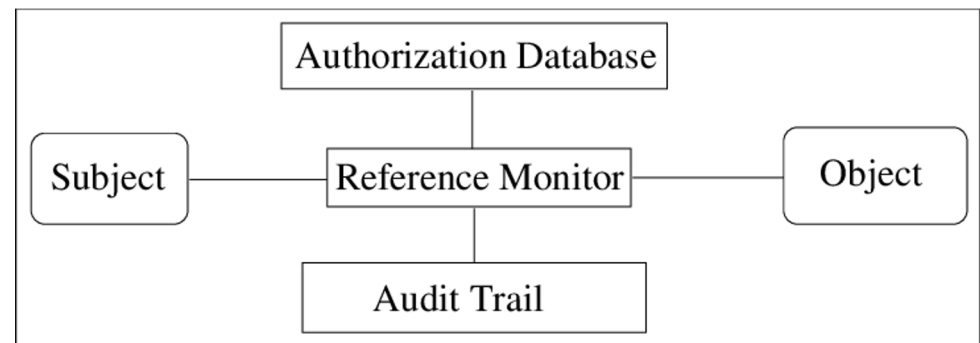 Authorization Database
Subject
Reference Monitor
Object
Audit Trail